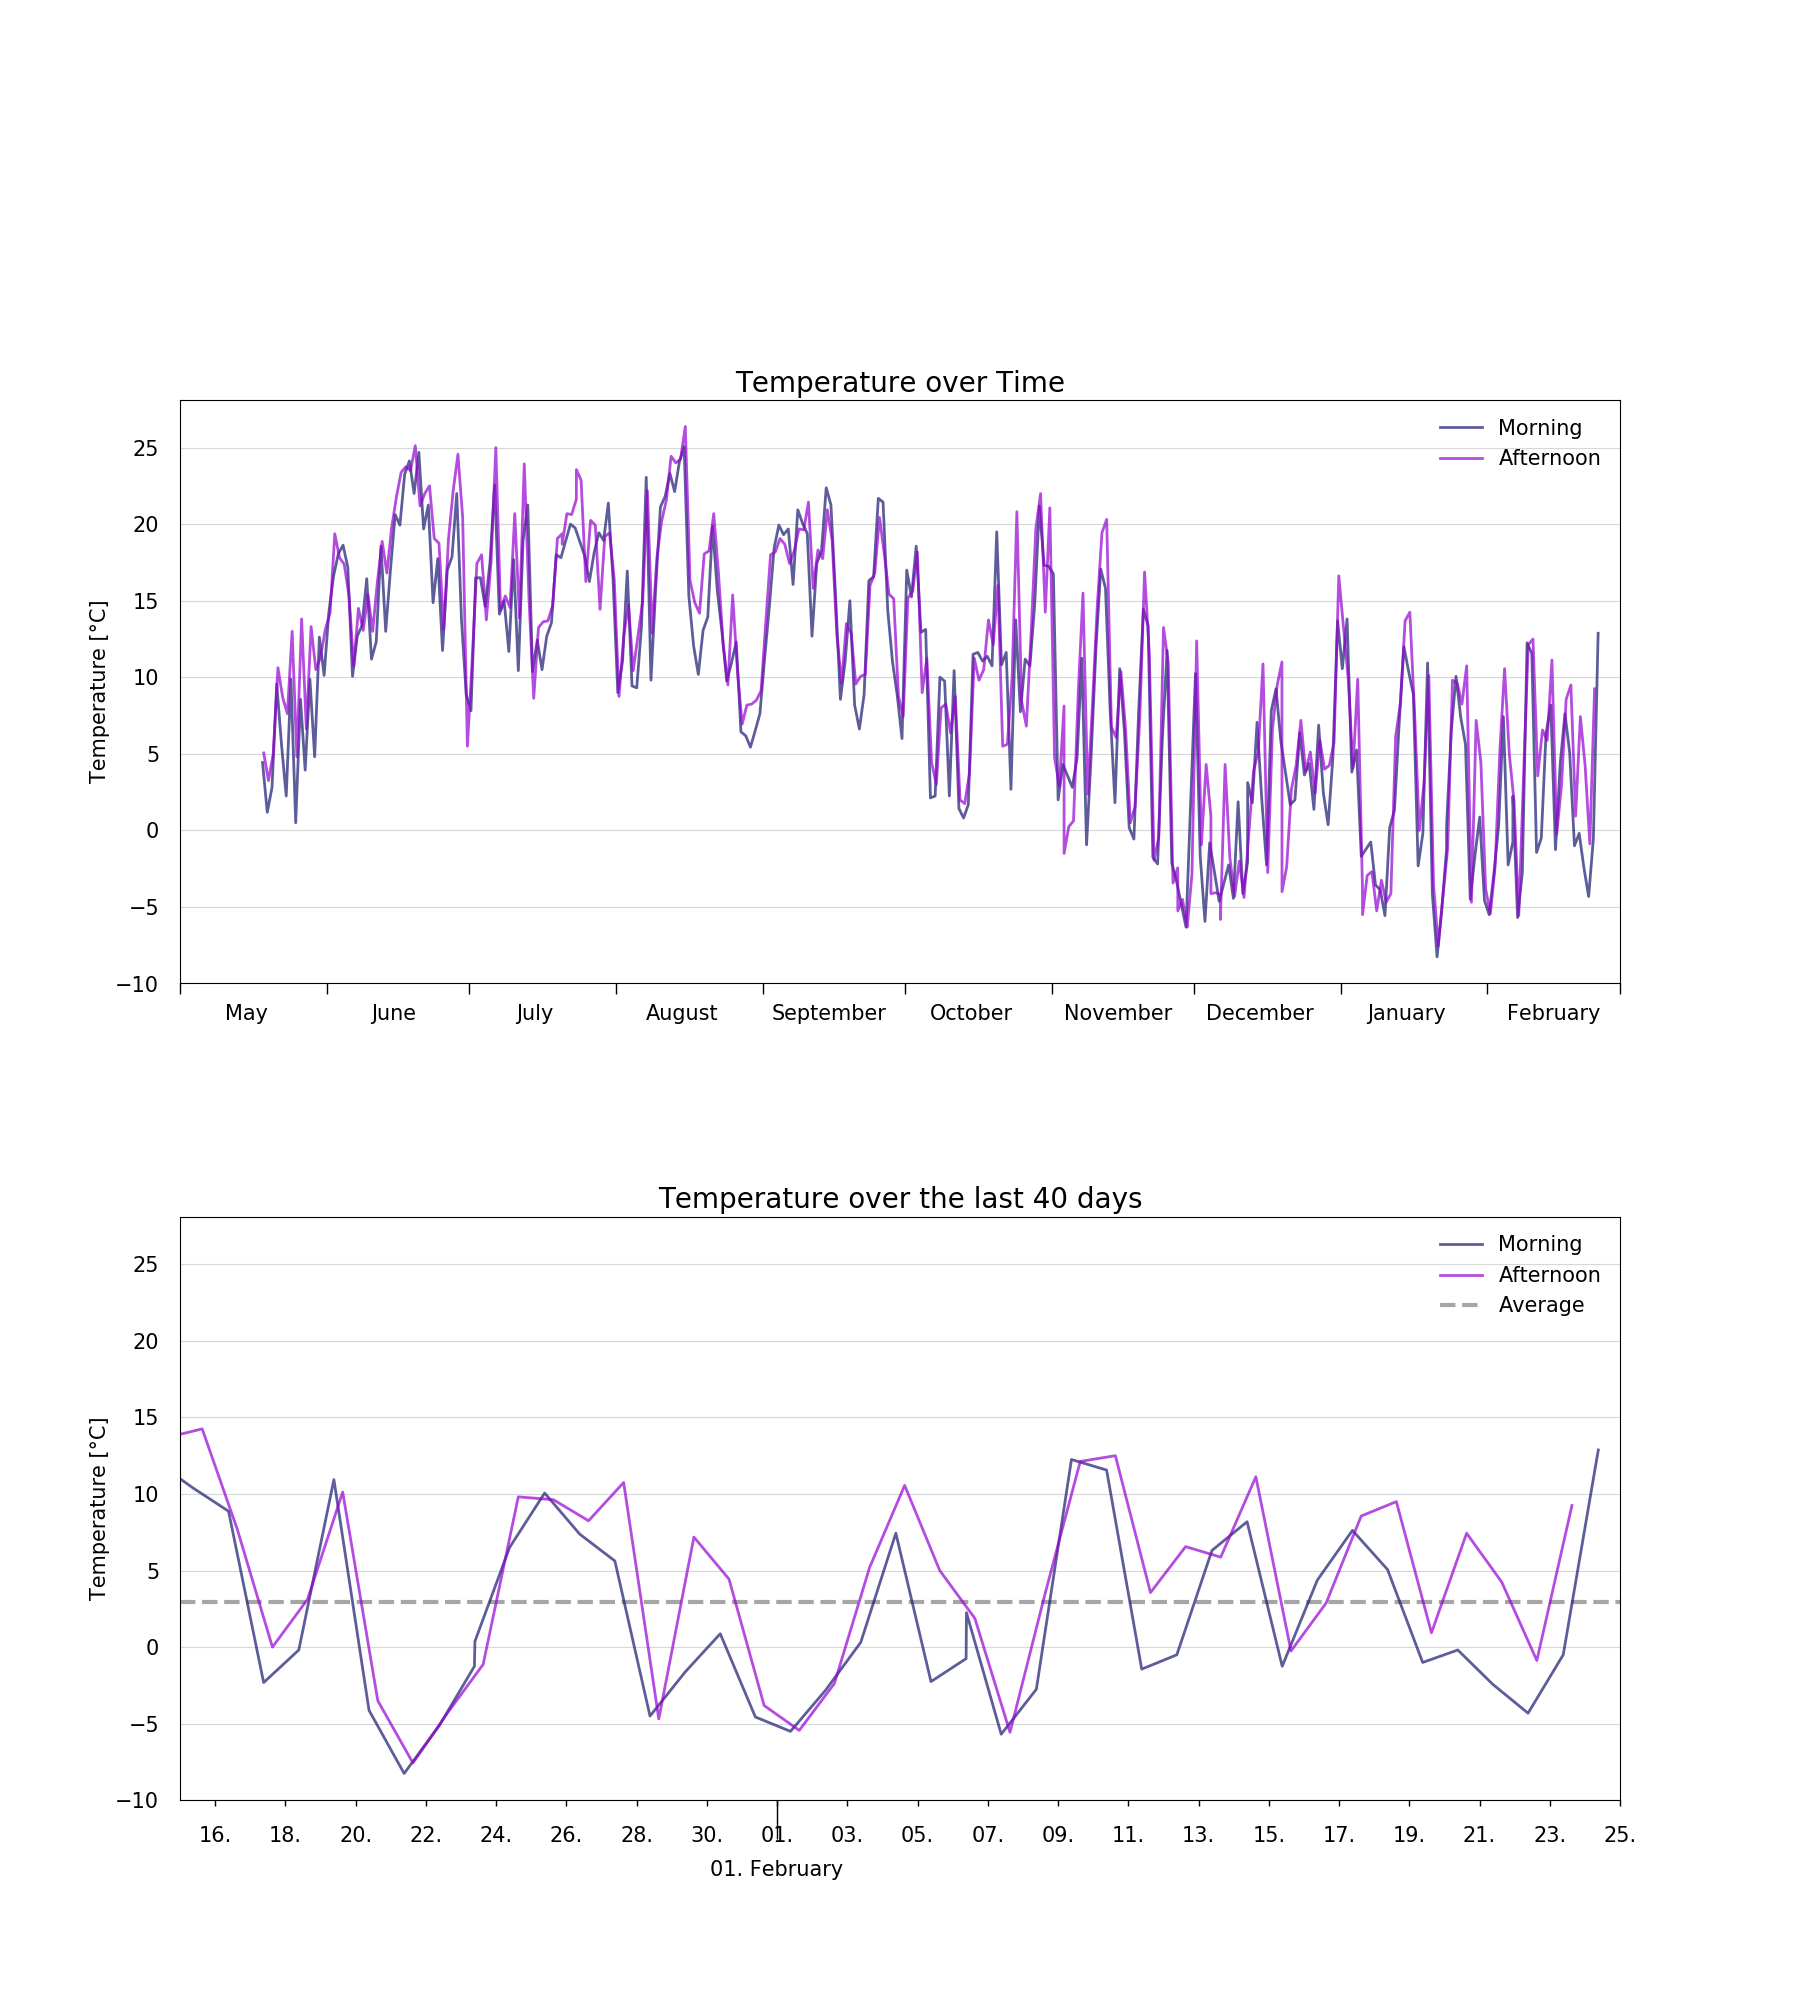 Temperature over Time
Morning
Afternoon
Temperature [°C]
25
20
15
10
5
0
−5
−10
May June July August September October November December January February
Temperature over the last 40 days
Morning
Afternoon
Average
Temperature [°C]
25
20
15
10
5
0
−5
−10
16. 18. 20. 22. 24. 26. 28. 30. 01. 03. 05. 07. 09. 11. 13. 15. 17. 19. 21. 23. 25.
01. February